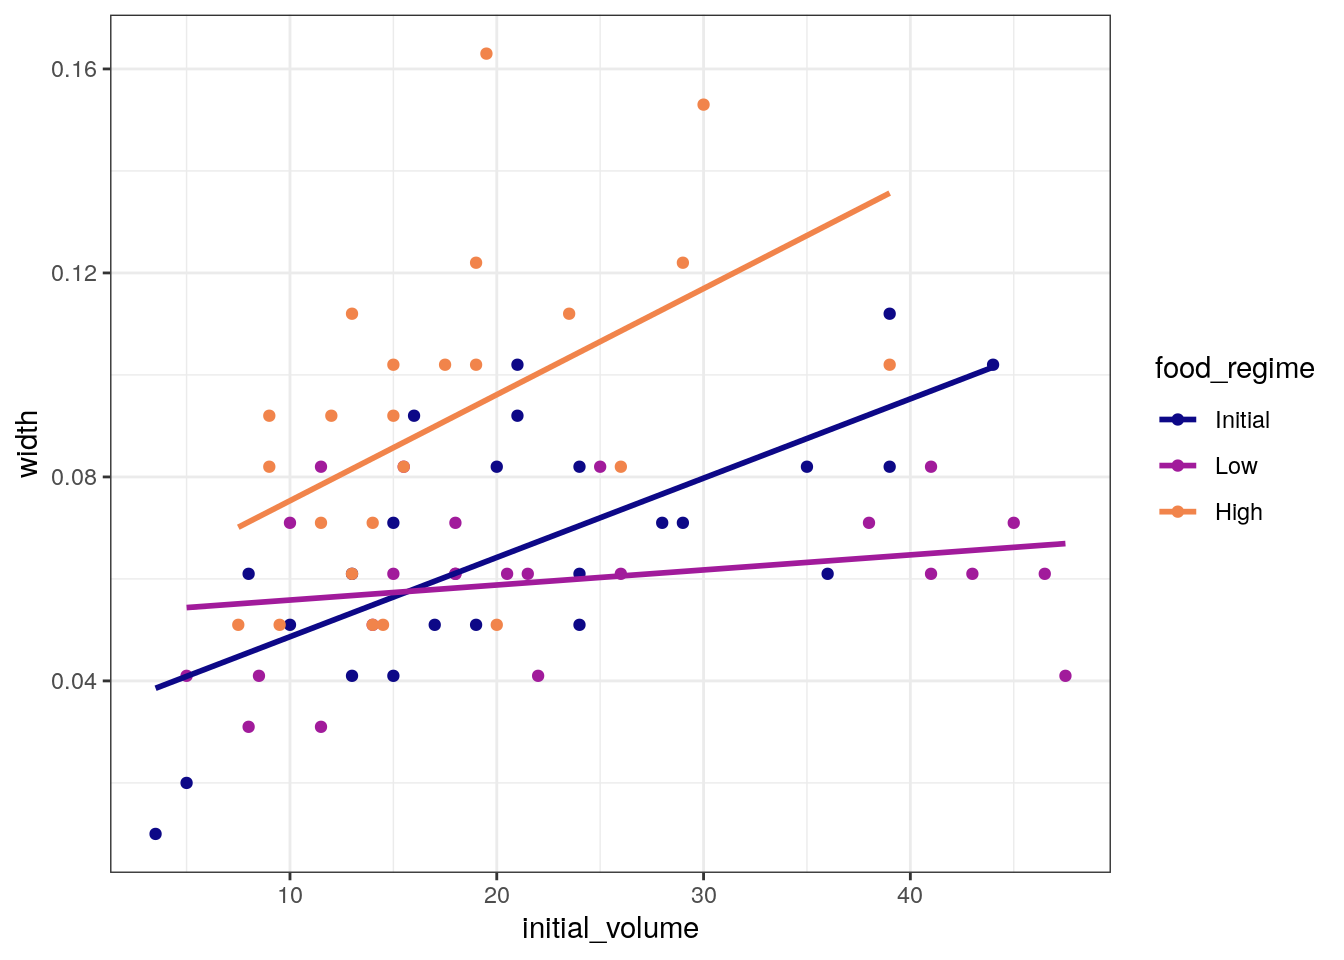 0.16
0.12
0.08
0.04
width
10 20 30 40
initial_volume
food_regime
Initial
Low
High